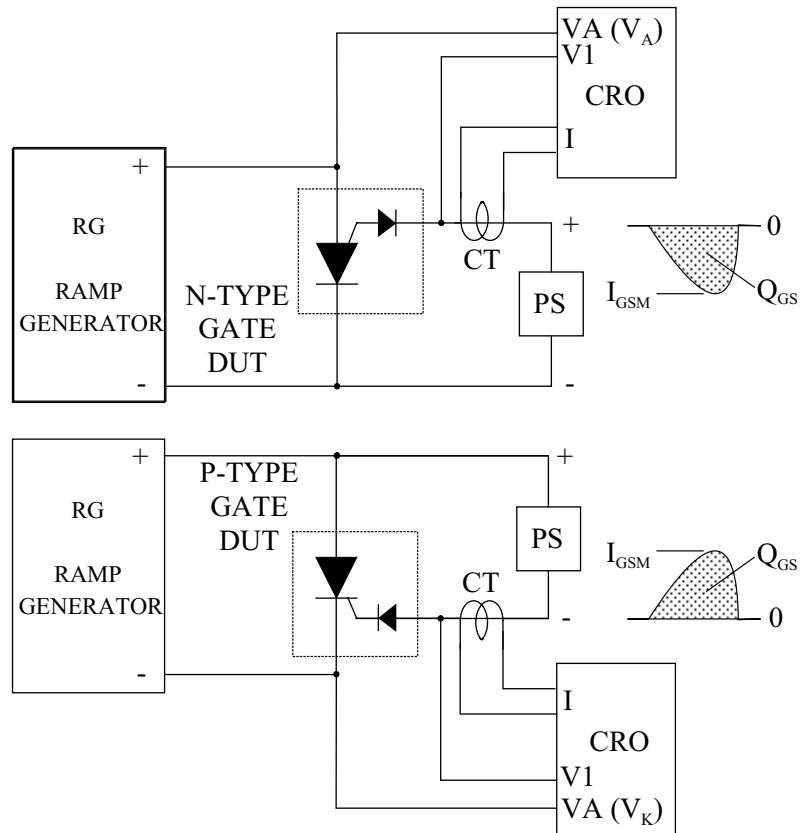 VA (V_A)
V1
CRO
I
+
RG
RAMP
GENERATOR
-
N-TYPE
GATE
DUT
CT
+
PS
-
0
I_GSM
Q_GS
+
RG
RAMP
GENERATOR
-
P-TYPE
GATE
DUT
+
PS
CT
-
I_GSM
Q_GS
0
I
CRO
V1
VA (V_K)